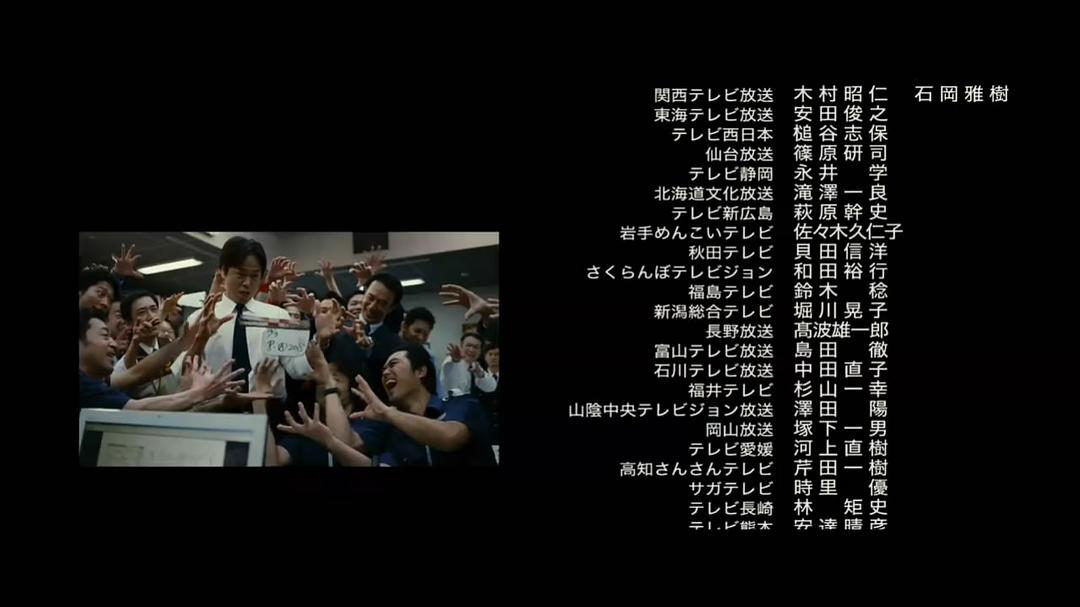 関西テレビ放送 木村昭仁 石岡雅樹
東海テレビ放送 安田俊之
テレビ西日本 槌谷志保
仙台放送 篠原研司
テレビ静岡 永井 学
北海道文化放送 滝澤一良
テレビ新広島 萩原幹史
岩手めんこいテレビ 佐々木久仁子
秋田テレビ 貝田信洋
さくらんぼテレビジョン 和田裕行
福島テレビ 鈴木 稔
新潟総合テレビ 堀川晃子
長野放送 髙波雄一郎
富山テレビ放送 島田 徹
石川テレビ放送 中田直子
福井テレビ 杉山一幸
山陰中央テレビジョン放送 澤田 陽
岡山放送 塚下一男
テレビ愛媛 河上直樹
高知さんさんテレビ 芹田一樹
サガテレビ 時里 優
テレビ長崎 林 矩史
テレビ熊本 安達晴彦